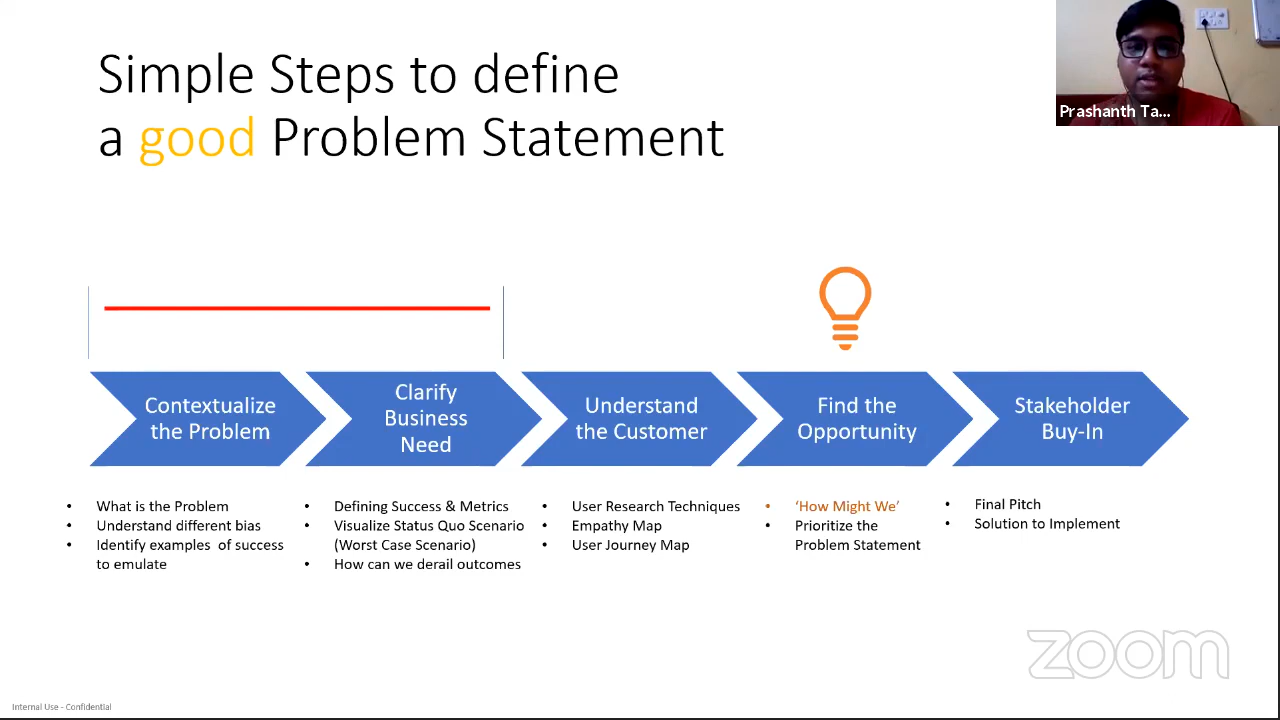 Simple Steps to define
a good Problem Statement
Prashanth Ta...
Contextualize
the Problem
Clarify
Business
Need
Understand
the Customer
Find the
Opportunity
Stakeholder
Buy-In
• What is the Problem
• Understand different bias
• Identify examples of success
to emulate
• Defining Success & Metrics
• Visualize Status Quo Scenario
(Worst Case Scenario)
• How can we derail outcomes
• User Research Techniques
• Empathy Map
• User Journey Map
• ‘How Might We’
• Prioritize the
Problem Statement
• Final Pitch
• Solution to Implement
zoom
Internal Use - Confidential